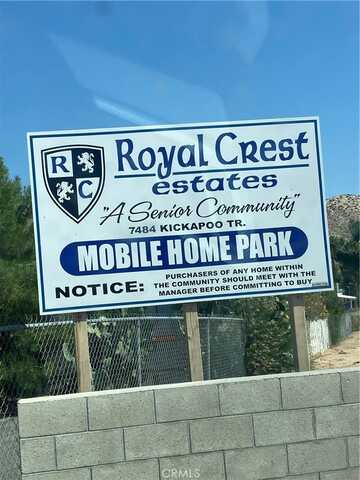 R
C
Royal Crest
estates
"A Senior Community"
7484 KICKAPOO TR.
MOBILE HOME PARK
NOTICE: PURCHASERS OF ANY HOME WITHIN
THE COMMUNITY SHOULD MEET WITH THE
MANAGER BEFORE COMMITTING TO BUY
CRMLS